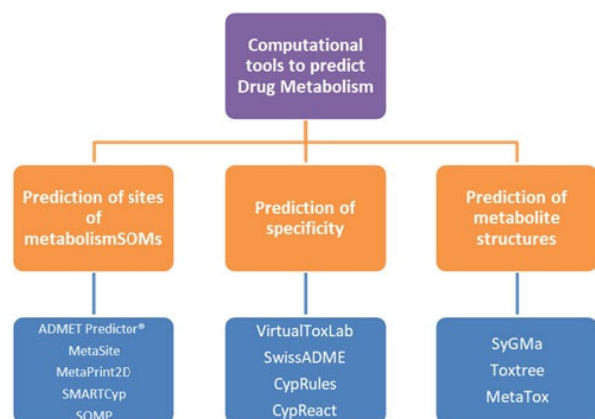 Computational
tools to predict
Drug Metabolism
Prediction of sites
of
metabolismSOMs
Prediction of
specificity
Prediction of
metabolite
structures
ADMET Predictor®
MetaSite
MetaPrint2D
SMARTCyp
SOMP
VirtualToxLab
SwissADME
CypRules
CypReact
SyGMa
Toxtree
MetaTox